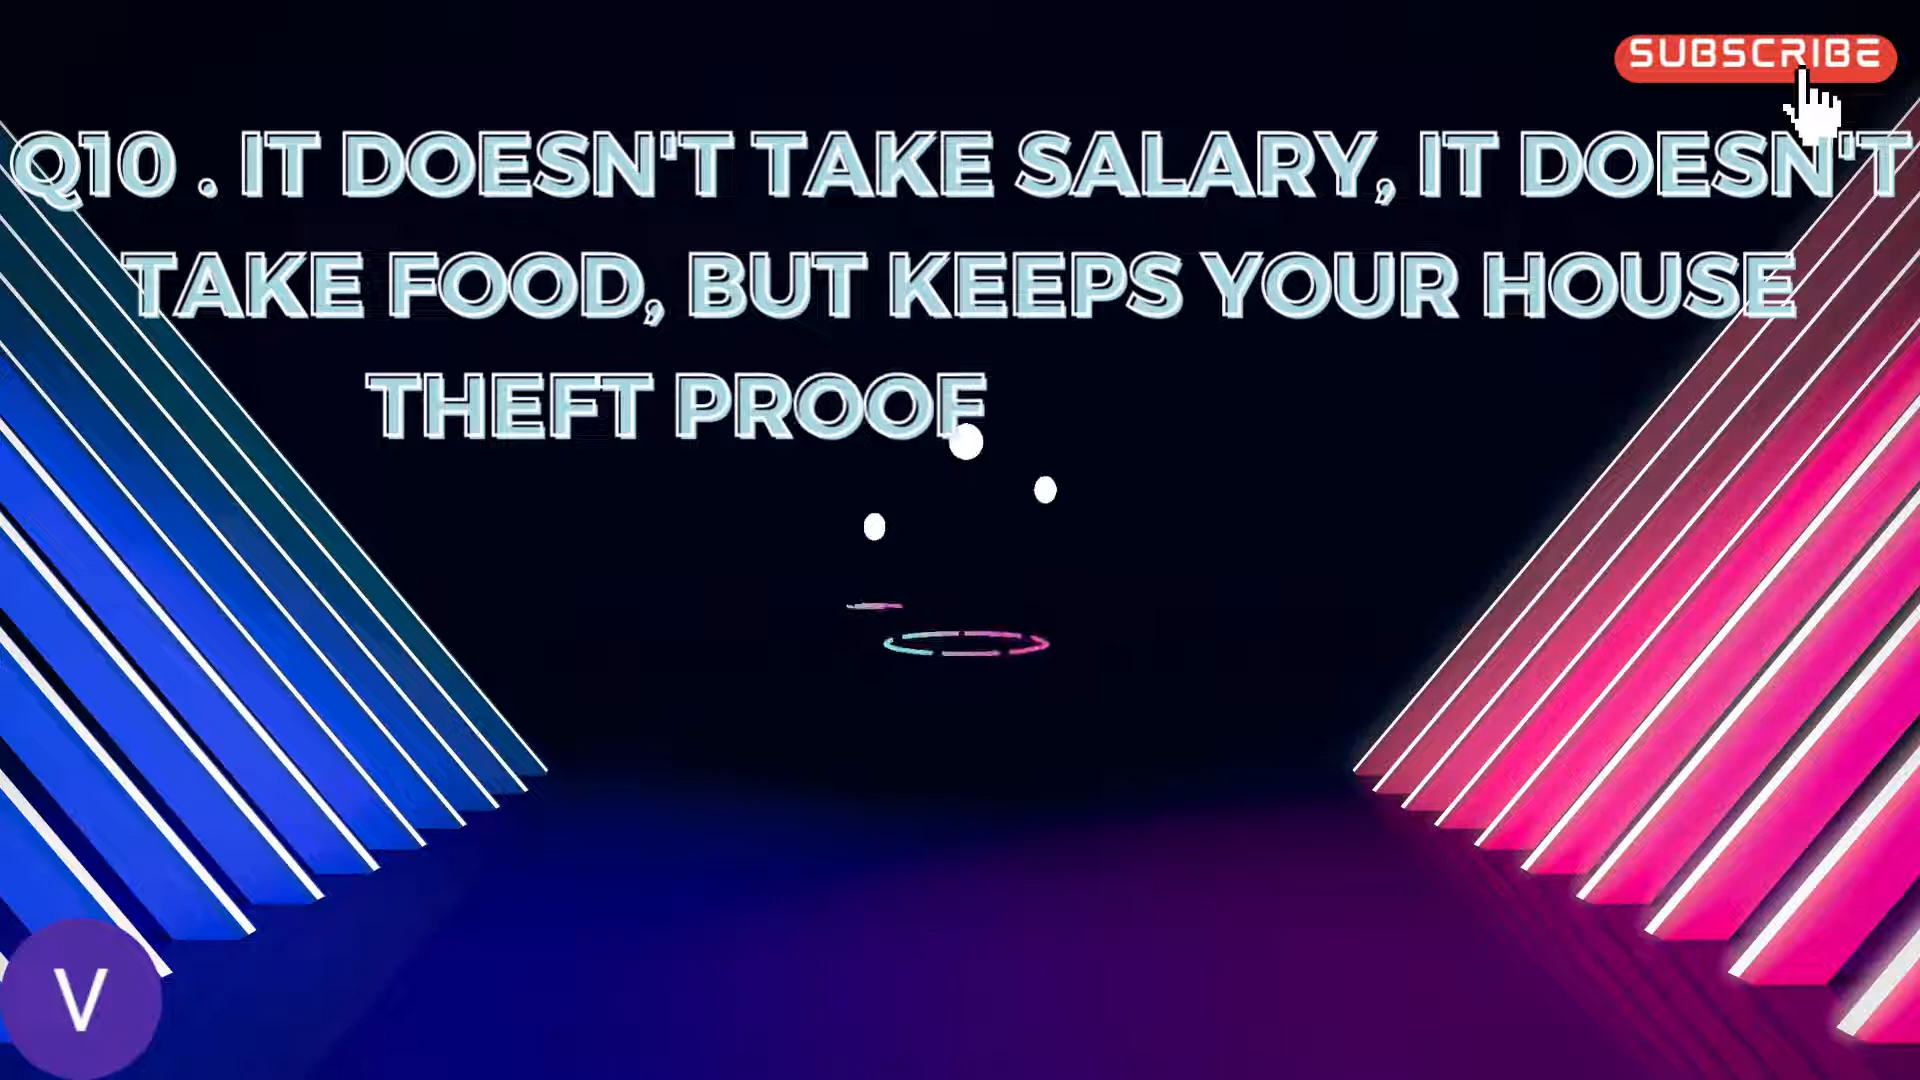 SUBSCRIBE
Q10 . IT DOESN'T TAKE SALARY, IT DOESN'T
TAKE FOOD, BUT KEEPS YOUR HOUSE
THEFT PROOF
V